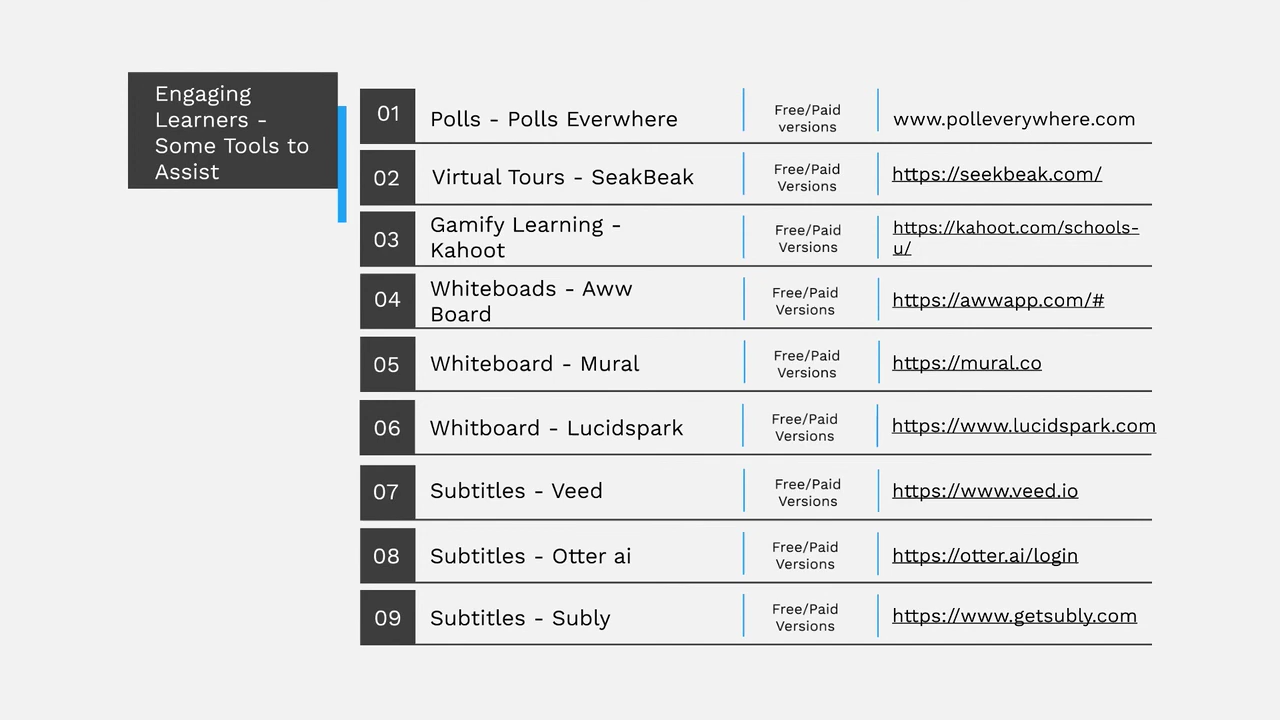 Engaging
Learners -
Some Tools to
Assist
01
Polls - Polls Everwhere
Free/Paid
versions
www.polleverywhere.com
02
Virtual Tours - SeakBeak
Free/Paid
Versions
https://seekbeak.com/
03
Gamify Learning -
Kahoot
Free/Paid
Versions
https://kahoot.com/schools-
u/
04
Whiteboads - Aww
Board
Free/Paid
Versions
https://awwapp.com/#
05
Whiteboard - Mural
Free/Paid
Versions
https://mural.co
06
Whitboard - Lucidspark
Free/Paid
Versions
https://www.lucidspark.com
07
Subtitles - Veed
Free/Paid
Versions
https://www.veed.io
08
Subtitles - Otter ai
Free/Paid
Versions
https://otter.ai/login
09
Subtitles - Subly
Free/Paid
Versions
https://www.getsubly.com